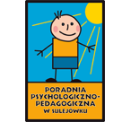 PORADNIA
PSYCHOLOGICZNO-
PEDAGOGICZNA
W SULEJÓWKU